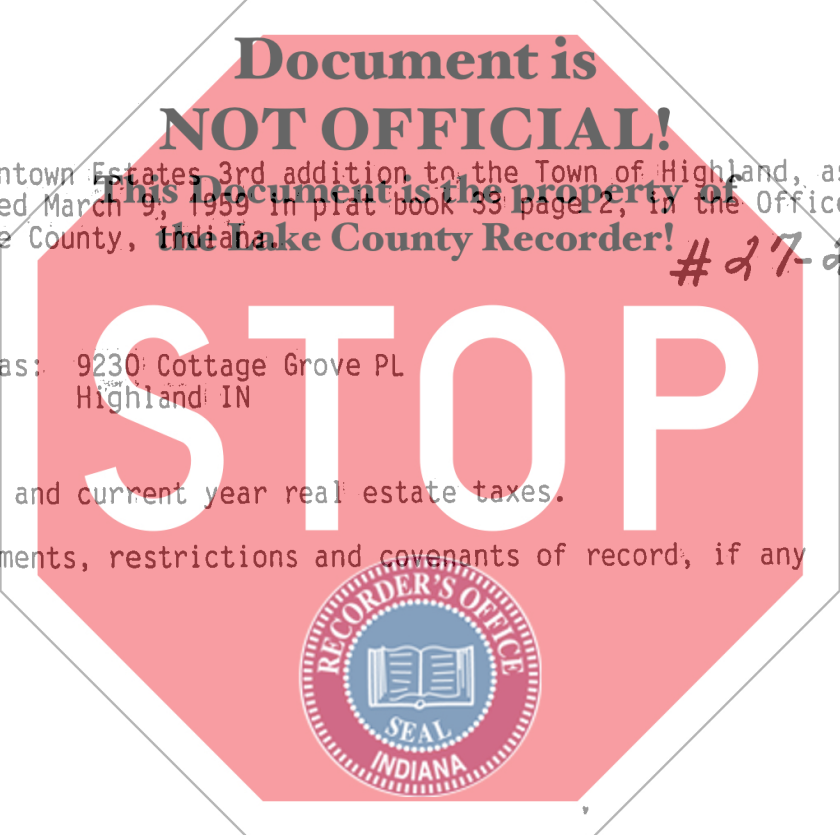 Document is
NOT OFFICIAL!
ntown Estates 3rd addition to the Town of Highland, as
This Document is the property of
ed March 9, 1959 in plat book 33 page 2, in the Office
the Lake County Recorder!
e County, Indiana.
#27-2
STOP
as: 9230 Cottage Grove PL
Highland IN
and current year real estate taxes.
ments, restrictions and covenants of record, if any
RECORDER'S OFFICE
SEAL
INDIANA